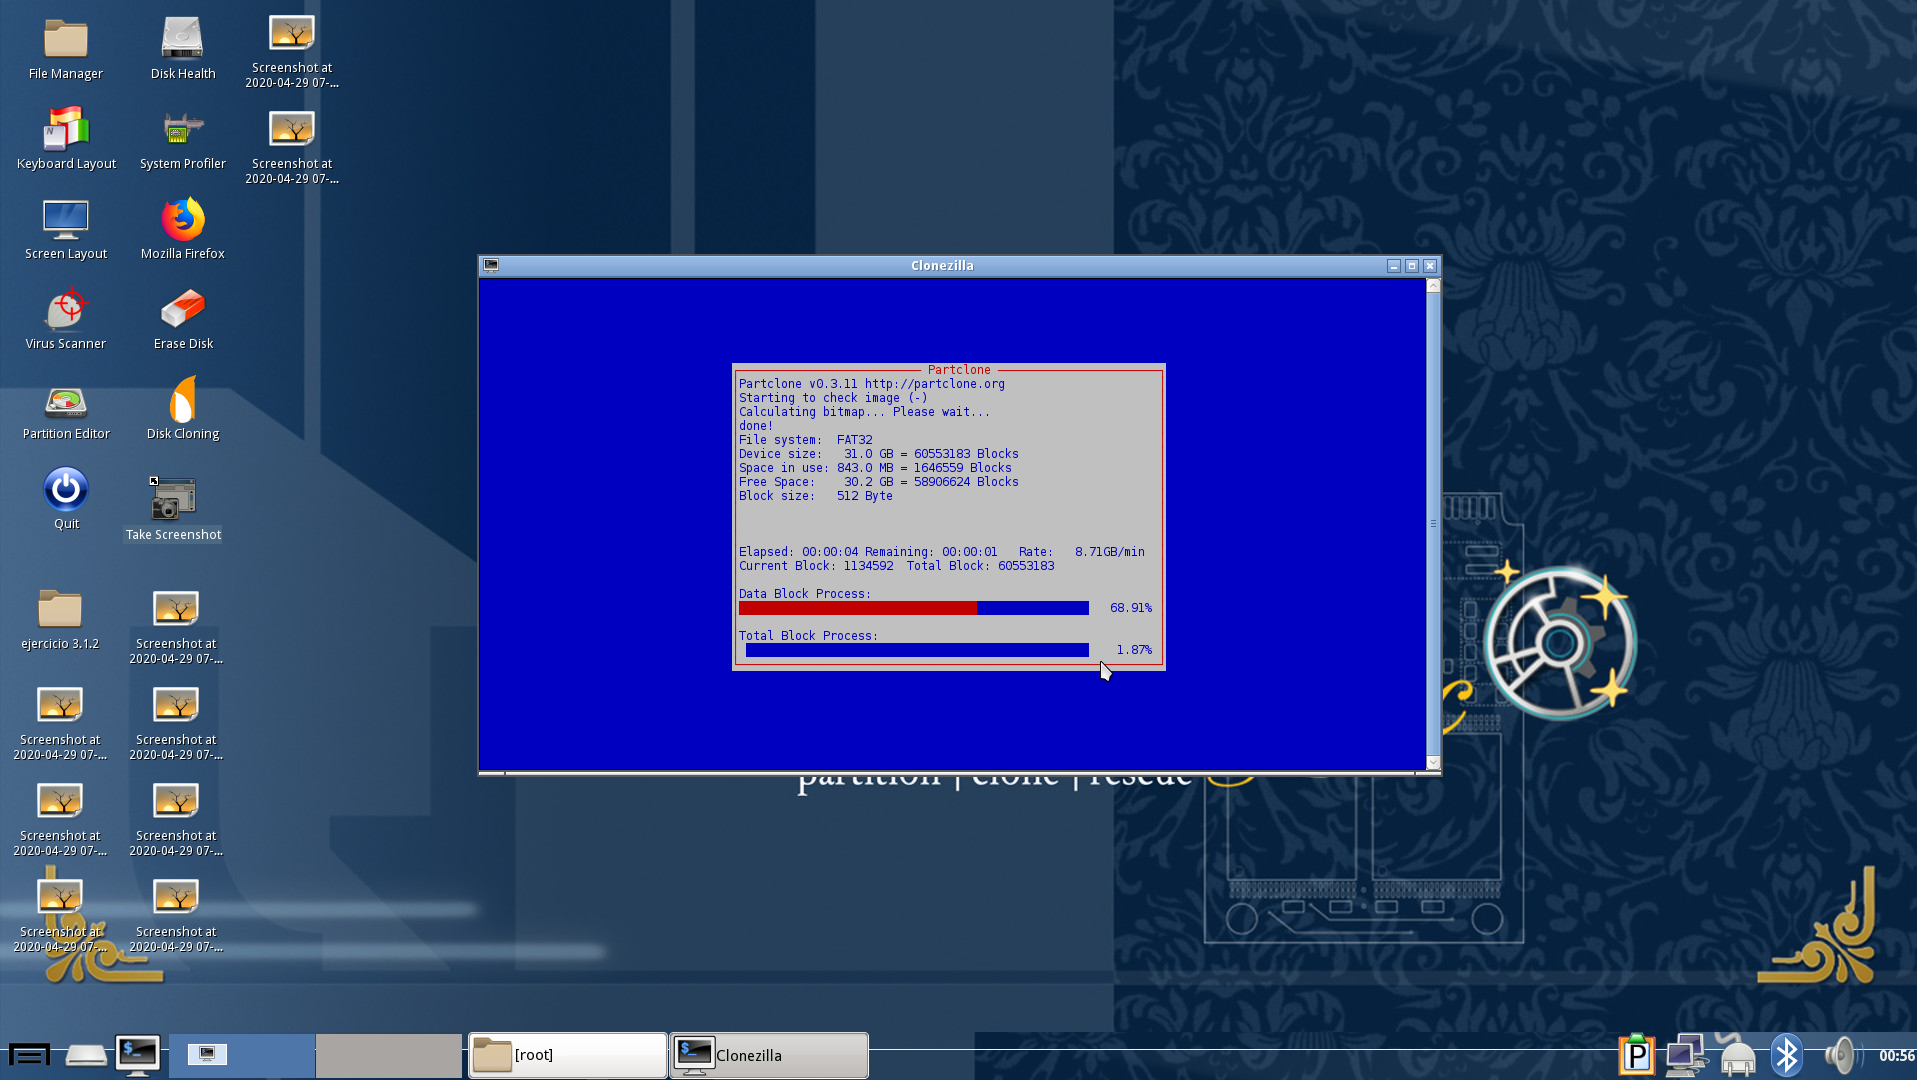 File Manager
Disk Health
Screenshot at
2020-04-29 07-...
Keyboard Layout
System Profiler
Screenshot at
2020-04-29 07-...
Screen Layout
Mozilla Firefox
Virus Scanner
Erase Disk
Partition Editor
Disk Cloning
Quit
Take Screenshot
ejercicio 3.1.2
Screenshot at
2020-04-29 07-...
Screenshot at
2020-04-29 07-...
Screenshot at
2020-04-29 07-...
Screenshot at
2020-04-29 07-...
Screenshot at
2020-04-29 07-...
Screenshot at
2020-04-29 07-...
Screenshot at
2020-04-29 07-...
Clonezilla
Partclone
Partclone v0.3.11 http://partclone.org
Starting to check image (-)
Calculating bitmap... Please wait...
done!
File system: FAT32
Device size: 31.0 GB = 60553183 Blocks
Space in use: 843.0 MB = 1646559 Blocks
Free Space: 30.2 GB = 58906624 Blocks
Block size: 512 Byte
Elapsed: 00:00:04 Remaining: 00:00:01 Rate: 8.71GB/min
Current Block: 1134592 Total Block: 60553183
Data Block Process:
68.91%
Total Block Process:
1.87%
partition | clone | rescue
[root]
Clonezilla
P
00:56